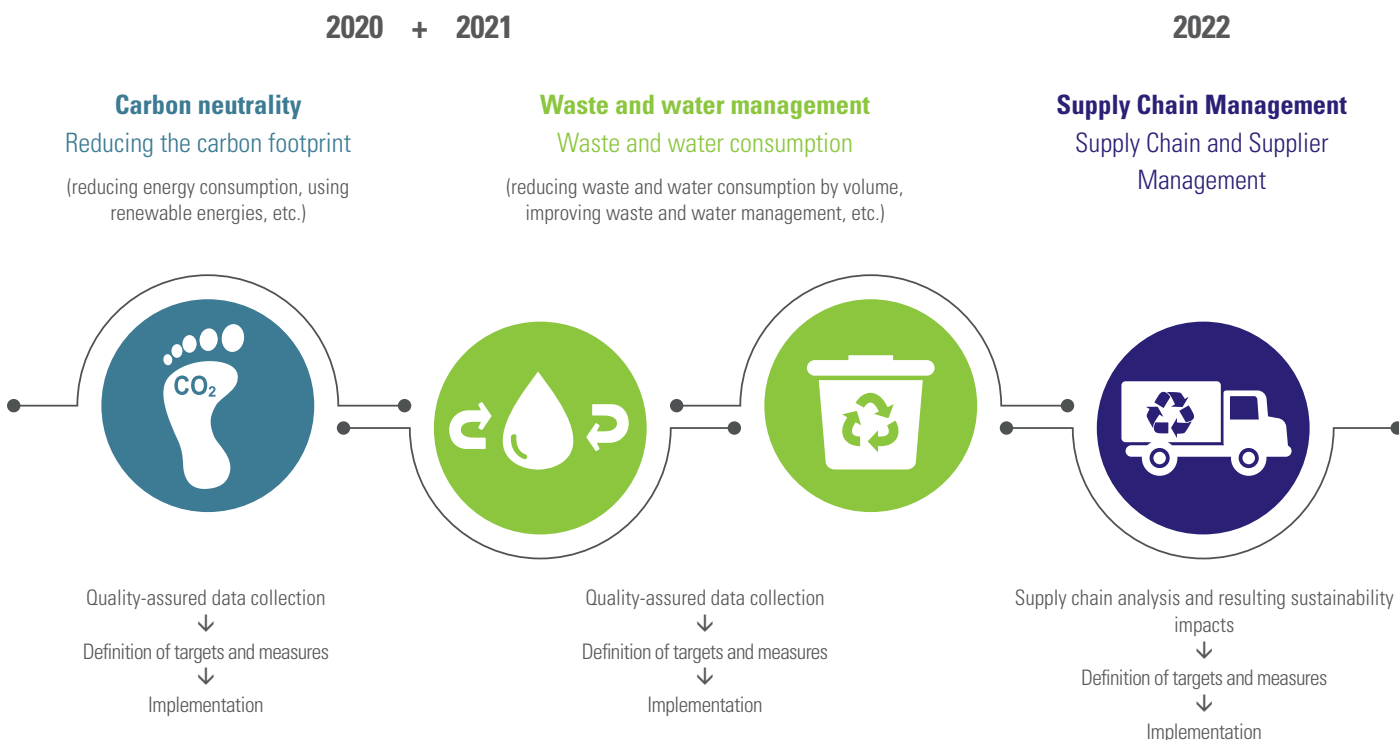 2020 + 2021
2022
Carbon neutrality
Reducing the carbon footprint
(reducing energy consumption, using
renewable energies, etc.)
Waste and water management
Waste and water consumption
(reducing waste and water consumption by volume,
improving waste and water management, etc.)
Supply Chain Management
Supply Chain and Supplier
Management
CO₂
Quality-assured data collection
↓
Definition of targets and measures
↓
Implementation
Quality-assured data collection
↓
Definition of targets and measures
↓
Implementation
Supply chain analysis and resulting sustainability
impacts
↓
Definition of targets and measures
↓
Implementation